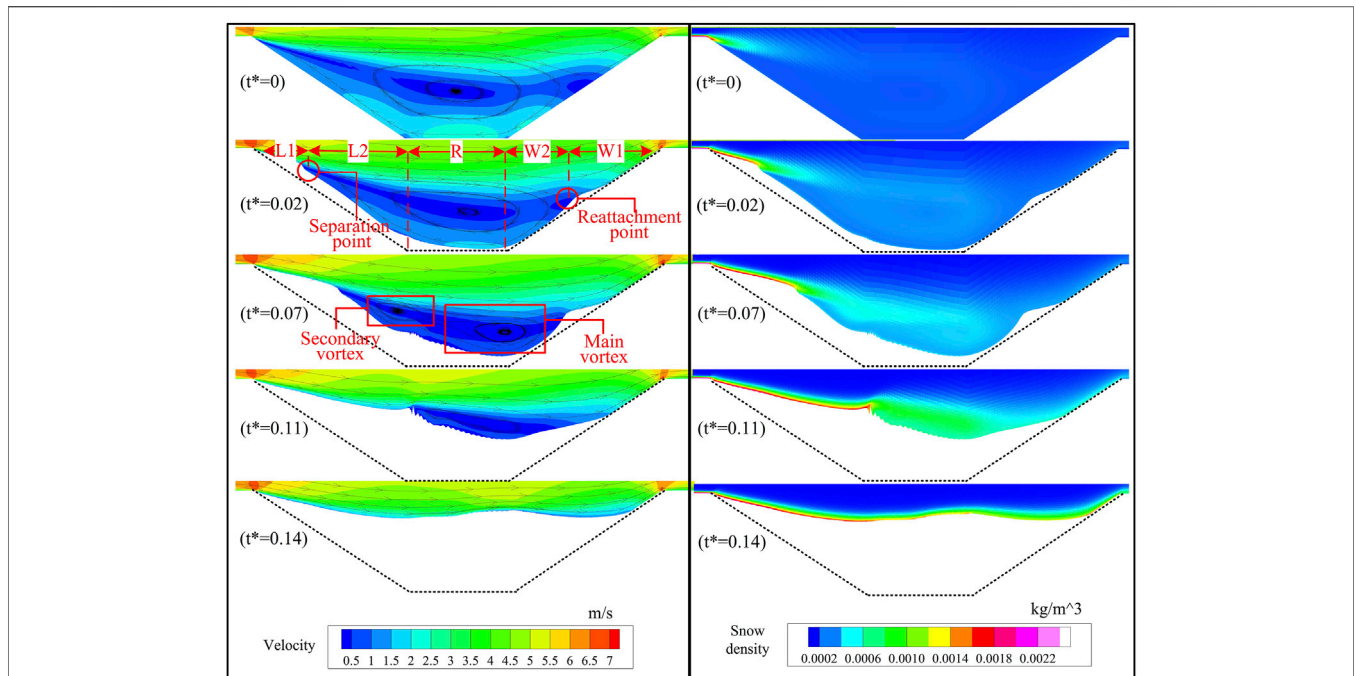 (t*=0)
(t*=0)
L1
L2
R
W2
W1
(t*=0.02)
Separation
point
Reattachment
point
(t*=0.02)
(t*=0.07)
Secondary
vortex
Main
vortex
(t*=0.07)
(t*=0.11)
(t*=0.11)
(t*=0.14)
(t*=0.14)
m/s
Velocity
0.5 1 1.5 2 2.5 3 3.5 4 4.5 5 5.5 6 6.5 7
kg/m^3
Snow
density
0.0002 0.0006 0.0010 0.0014 0.0018 0.0022